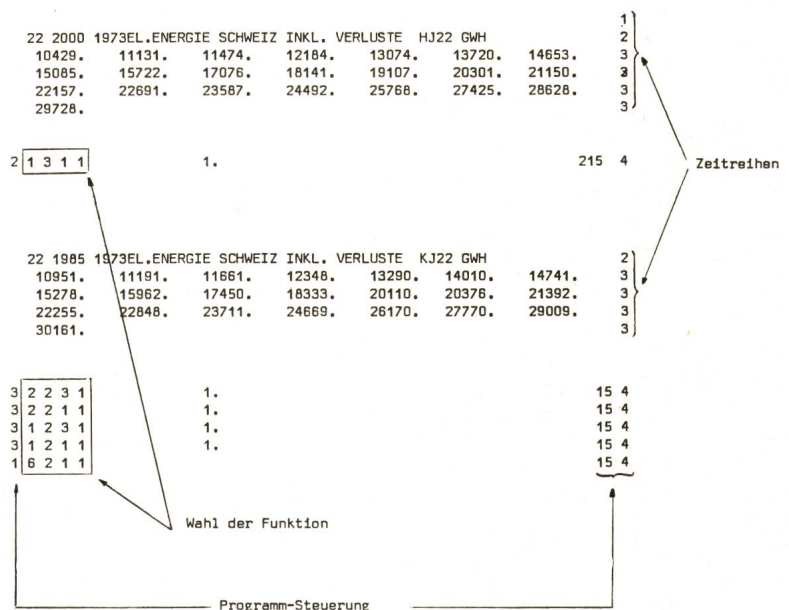 1
22 2000 1973EL.ENERGIE SCHWEIZ INKL. VERLUSTE HJ22 GWH 2
10429. 11131. 11474. 12184. 13074. 13720. 14653. 3
15085. 15722. 17076. 18141. 19107. 20301. 21150. 3
22157. 22691. 23587. 24492. 25768. 27425. 28628. 3
29728. 3
2 1 3 1 1 1. 215 4
Zeitreihen
22 1985 1973EL.ENERGIE SCHWEIZ INKL. VERLUSTE KJ22 GWH 2
10951. 11191. 11661. 12348. 13290. 14010. 14741. 3
15278. 15962. 17450. 18333. 20110. 20376. 21392. 3
22255. 22848. 23711. 24669. 26170. 27770. 29009. 3
30161. 3
3 2 2 3 1 1. 15 4
3 2 2 1 1 1. 15 4
3 1 2 3 1 1. 15 4
3 1 2 1 1 1. 15 4
1 6 2 1 1 15 4
Wahl der Funktion
Programm-Steuerung